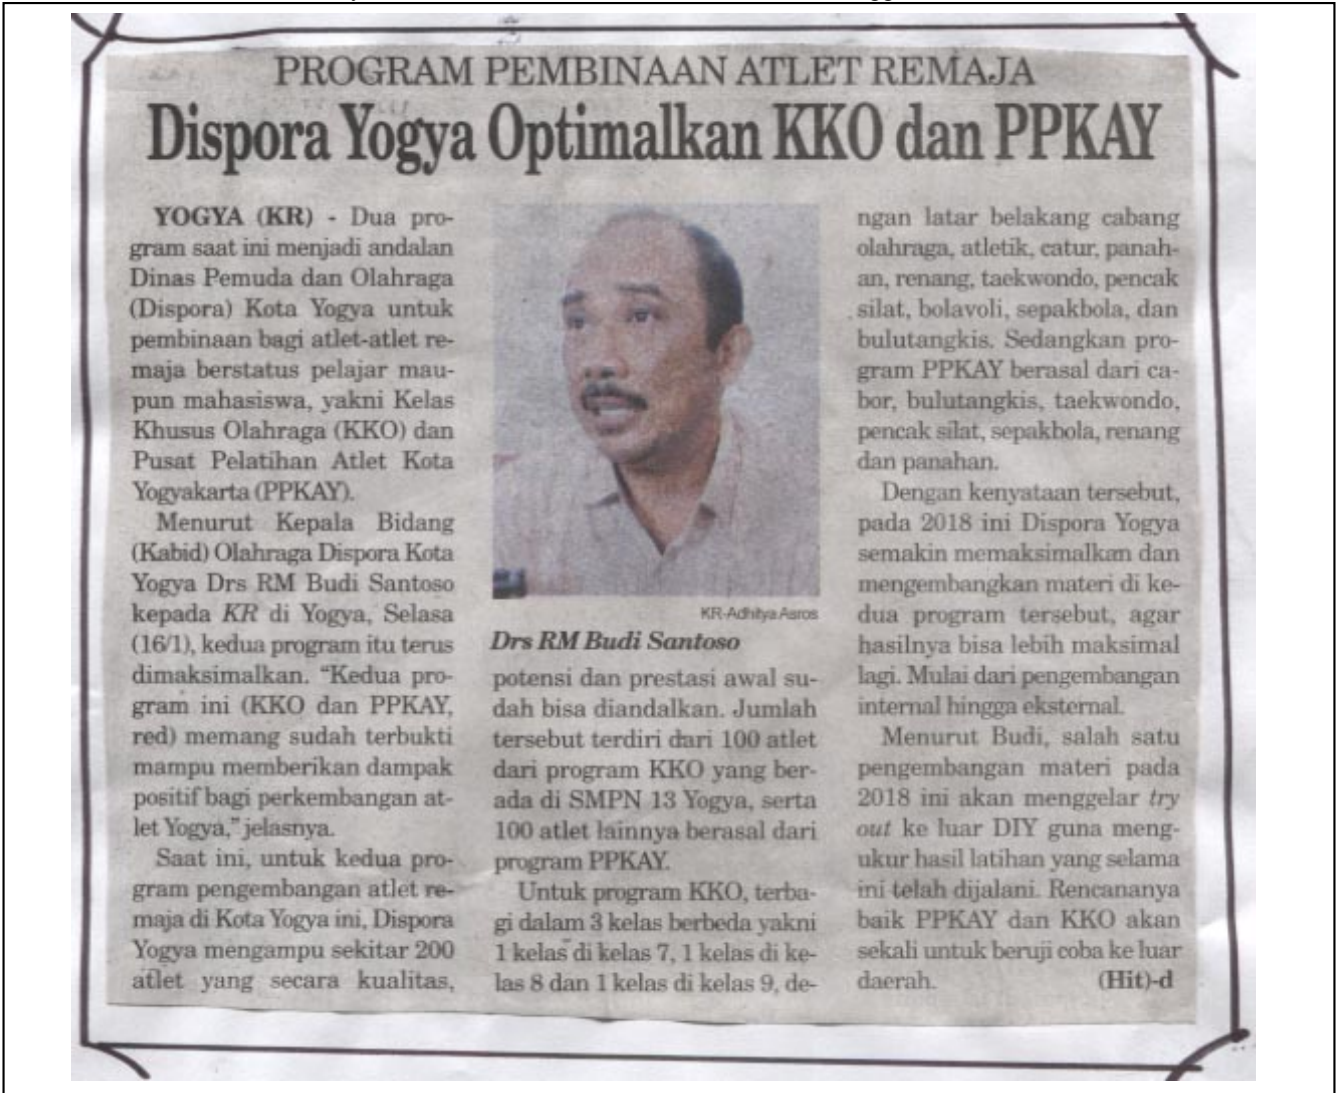 PROGRAM PEMBINAAN ATLET REMAJA
Dispora Yogya Optimalkan KKO dan PPKAY
YOGYA (KR) - Dua pro-
gram saat ini menjadi andalan
Dinas Pemuda dan Olahraga
(Dispora) Kota Yogya untuk
pembinaan bagi atlet-atlet re-
maja berstatus pelajar mau-
pun mahasiswa, yakni Kelas
Khusus Olahraga (KKO) dan
Pusat Pelatihan Atlet Kota
Yogyakarta (PPKAY).
Menurut Kepala Bidang
(Kabid) Olahraga Dispora Kota
Yogya Drs RM Budi Santoso
kepada KR di Yogya, Selasa
(16/1), kedua program itu terus
dimaksimalkan. “Kedua pro-
gram ini (KKO dan PPKAY,
red) memang sudah terbukti
mampu memberikan dampak
positif bagi perkembangan at-
let Yogya,” jelasnya.
Saat ini, untuk kedua pro-
gram pengembangan atlet re-
maja di Kota Yogya ini, Dispora
Yogya mengampu sekitar 200
atlet yang secara kualitas,
KR-Adhitya Asros
Drs RM Budi Santoso
potensi dan prestasi awal su-
dah bisa diandalkan. Jumlah
tersebut terdiri dari 100 atlet
dari program KKO yang ber-
ada di SMPN 13 Yogya, serta
100 atlet lainnya berasal dari
program PPKAY.
Untuk program KKO, terba-
gi dalam 3 kelas berbeda yakni
1 kelas di kelas 7, 1 kelas di ke-
las 8 dan 1 kelas di kelas 9, de-
ngan latar belakang cabang
olahraga, atletik, catur, panah-
an, renang, taekwondo, pencak
silat, bolavoli, sepakbola, dan
bulutangkis. Sedangkan pro-
gram PPKAY berasal dari ca-
bor, bulutangkis, taekwondo,
pencak silat, sepakbola, renang
dan panahan.
Dengan kenyataan tersebut,
pada 2018 ini Dispora Yogya
semakin memaksimalkan dan
mengembangkan materi di ke-
dua program tersebut, agar
hasilnya bisa lebih maksimal
lagi. Mulai dari pengembangan
internal hingga eksternal.
Menurut Budi, salah satu
pengembangan materi pada
2018 ini akan menggelar try
out ke luar DIY guna meng-
ukur hasil latihan yang selama
ini telah dijalani. Rencananya
baik PPKAY dan KKO akan
sekali untuk beruji coba ke luar
daerah. (Hit)-d